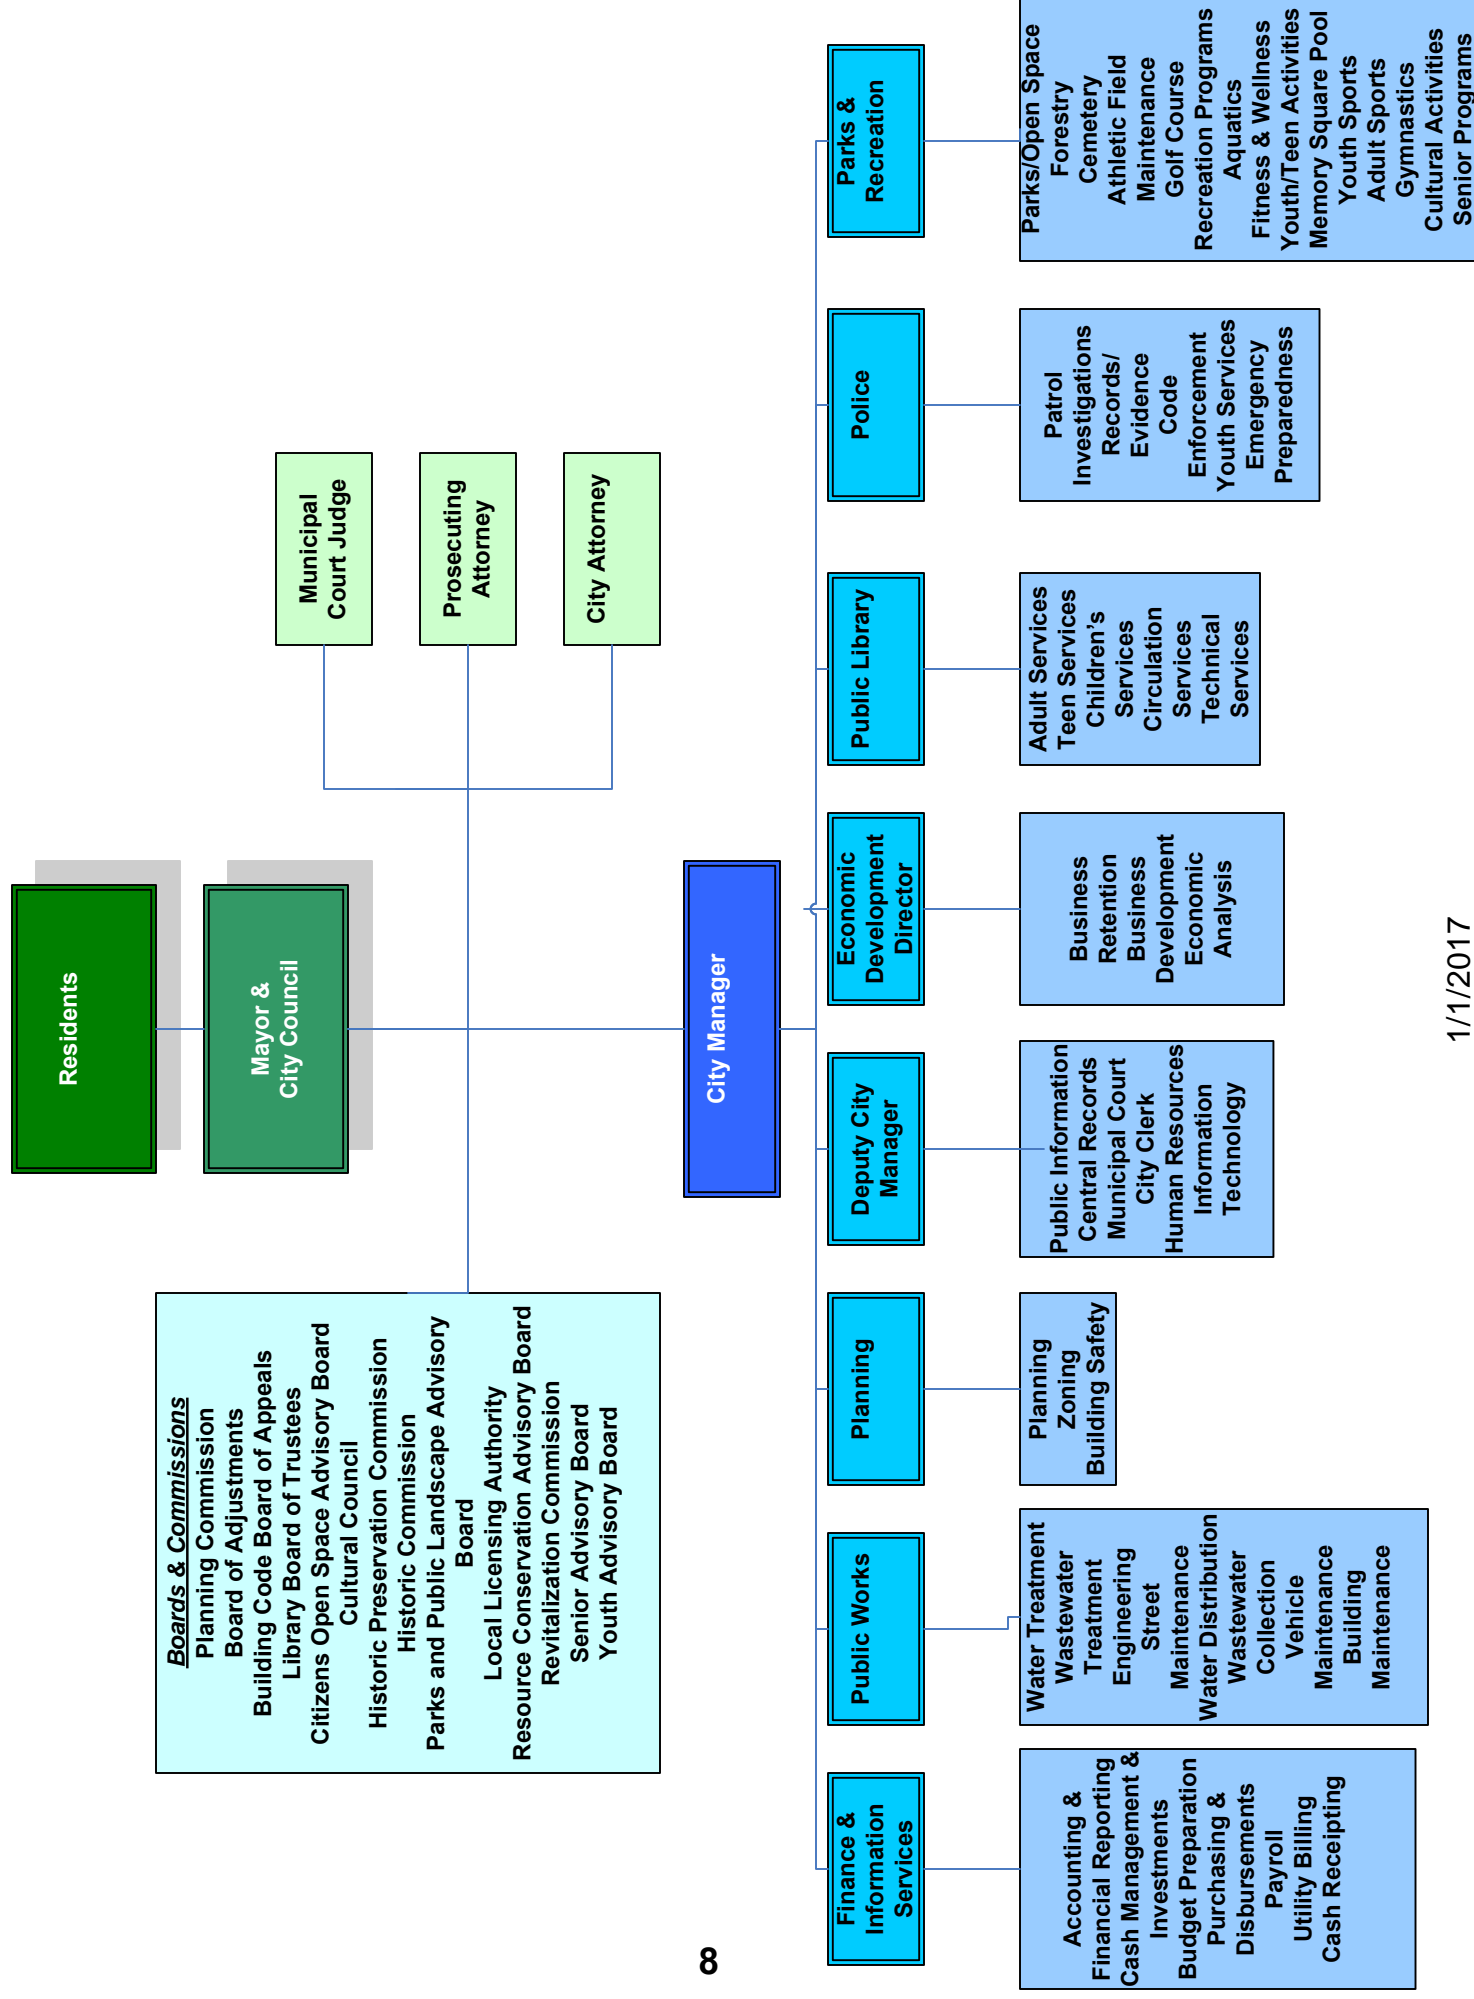 Residents
Mayor &
City Council
Municipal
Court Judge
Prosecuting
Attorney
City Attorney
Boards & Commissions
Planning Commission
Board of Adjustments
Building Code Board of Appeals
Library Board of Trustees
Citizens Open Space Advisory Board
Cultural Council
Historic Preservation Commission
Historic Commission
Parks and Public Landscape Advisory
Board
Local Licensing Authority
Resource Conservation Advisory Board
Revitalization Commission
Senior Advisory Board
Youth Advisory Board
City Manager
Finance &
Information
Services
Public Works
Planning
Deputy City
Manager
Economic
Development
Director
Public Library
Police
Parks &
Recreation
Accounting &
Financial Reporting
Cash Management &
Investments
Budget Preparation
Purchasing &
Disbursements
Payroll
Utility Billing
Cash Receipting
Water Treatment
Wastewater
Treatment
Engineering
Street
Maintenance
Water Distribution
Wastewater
Collection
Vehicle
Maintenance
Building
Maintenance
Planning
Zoning
Building Safety
Public Information
Central Records
Municipal Court
City Clerk
Human Resources
Information
Technology
Business
Retention
Business
Development
Economic
Analysis
Adult Services
Teen Services
Children’s
Services
Circulation
Services
Technical
Services
Patrol
Investigations
Records/
Evidence
Code
Enforcement
Youth Services
Emergency
Preparedness
Parks/Open Space
Forestry
Cemetery
Athletic Field
Maintenance
Golf Course
Recreation Programs
Aquatics
Fitness & Wellness
Youth/Teen Activities
Memory Square Pool
Youth Sports
Adult Sports
Gymnastics
Cultural Activities
Senior Programs
1/1/2017
8